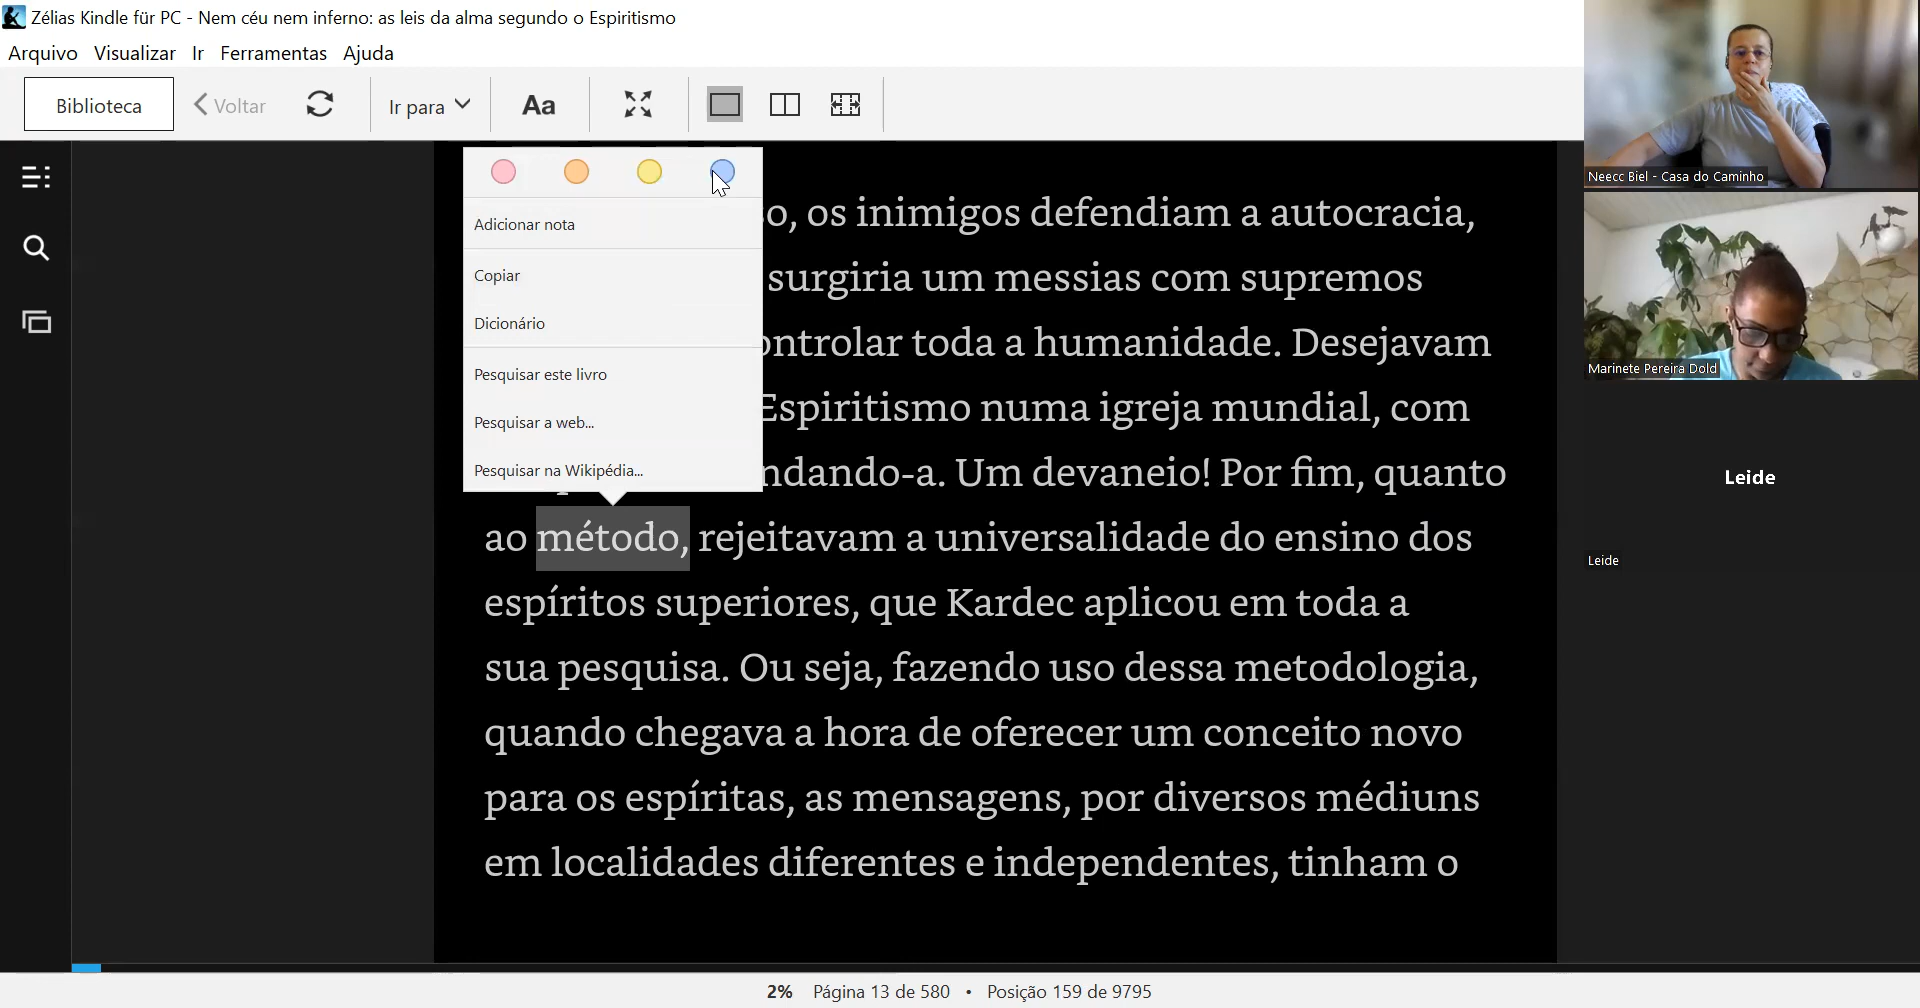 Zélias Kindle für PC - Nem céu nem inferno: as leis da alma segundo o Espiritismo
Arquivo Visualizar Ir Ferramentas Ajuda
Biblioteca Voltar Ir para Aa
Adicionar nota
Copiar
Dicionário
Pesquisar este livro
Pesquisar a web...
Pesquisar na Wikipédia...
os inimigos defendiam a autocracia,
surgiria um messias com supremos
toda a humanidade. Desejavam
Espiritismo numa igreja mundial, com
Um devaneio! Por fim, quanto
ao método, rejeitavam a universalidade do ensino dos
espíritos superiores, que Kardec aplicou em toda a
sua pesquisa. Ou seja, fazendo uso dessa metodologia,
quando chegava a hora de oferecer um conceito novo
para os espíritas, as mensagens, por diversos médiuns
em localidades diferentes e independentes, tinham o
2% Página 13 de 580 • Posição 159 de 9795
Neecc Biel - Casa do Caminho
Marinete Pereira Dold
Leide
Leide